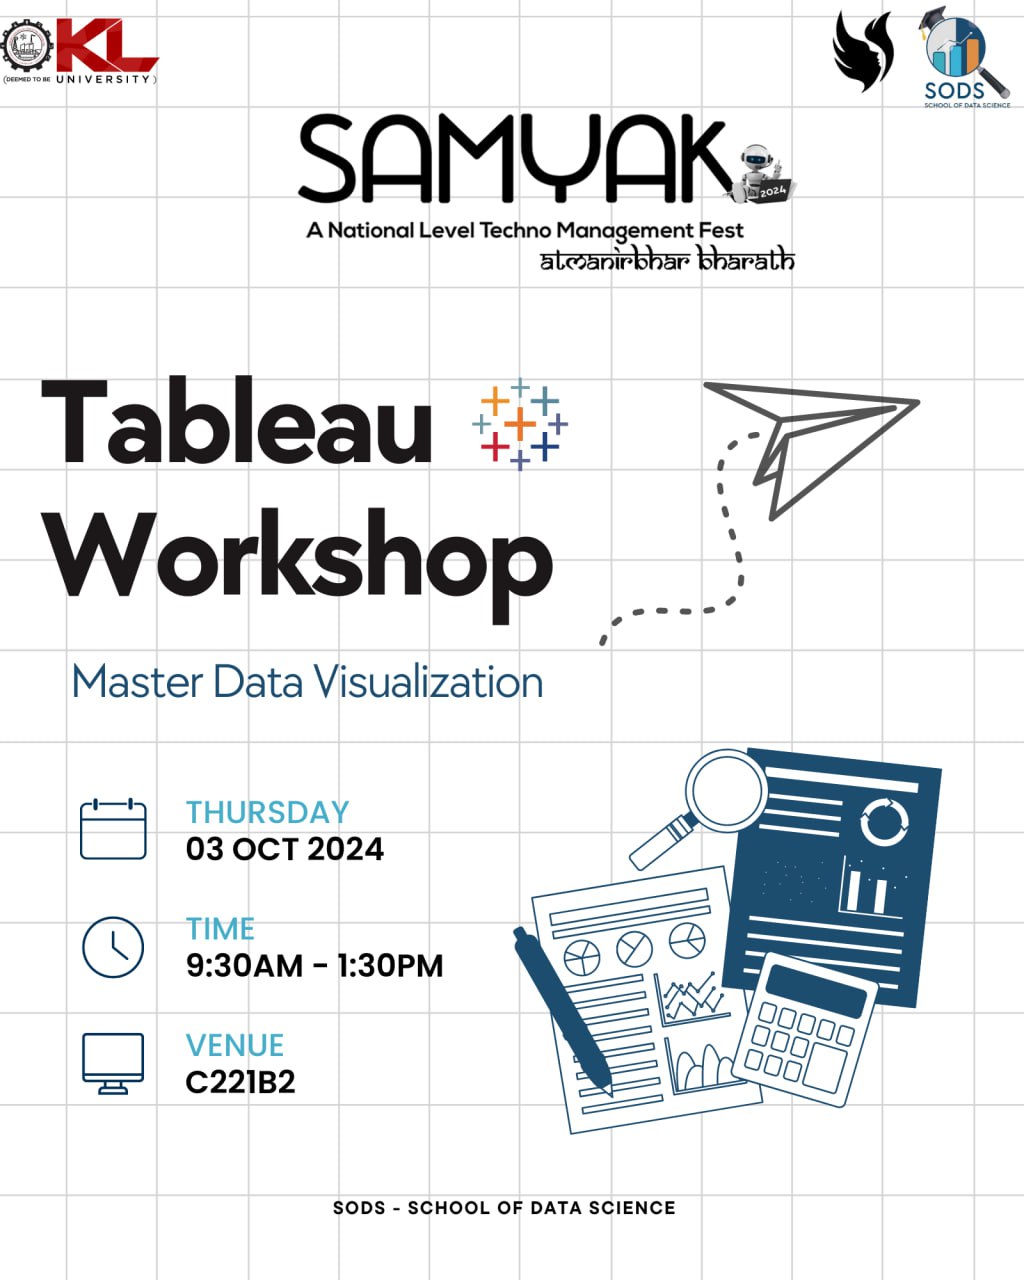 KL
(DEEMED TO BE UNIVERSITY)
SODS
SCHOOL OF DATA SCIENCE
SAMYAK
2024
A National Level Techno Management Fest
atmanirbhar bharath
Tableau
Workshop
Master Data Visualization
THURSDAY
03 OCT 2024
TIME
9:30AM - 1:30PM
VENUE
C221B2
SODS - SCHOOL OF DATA SCIENCE